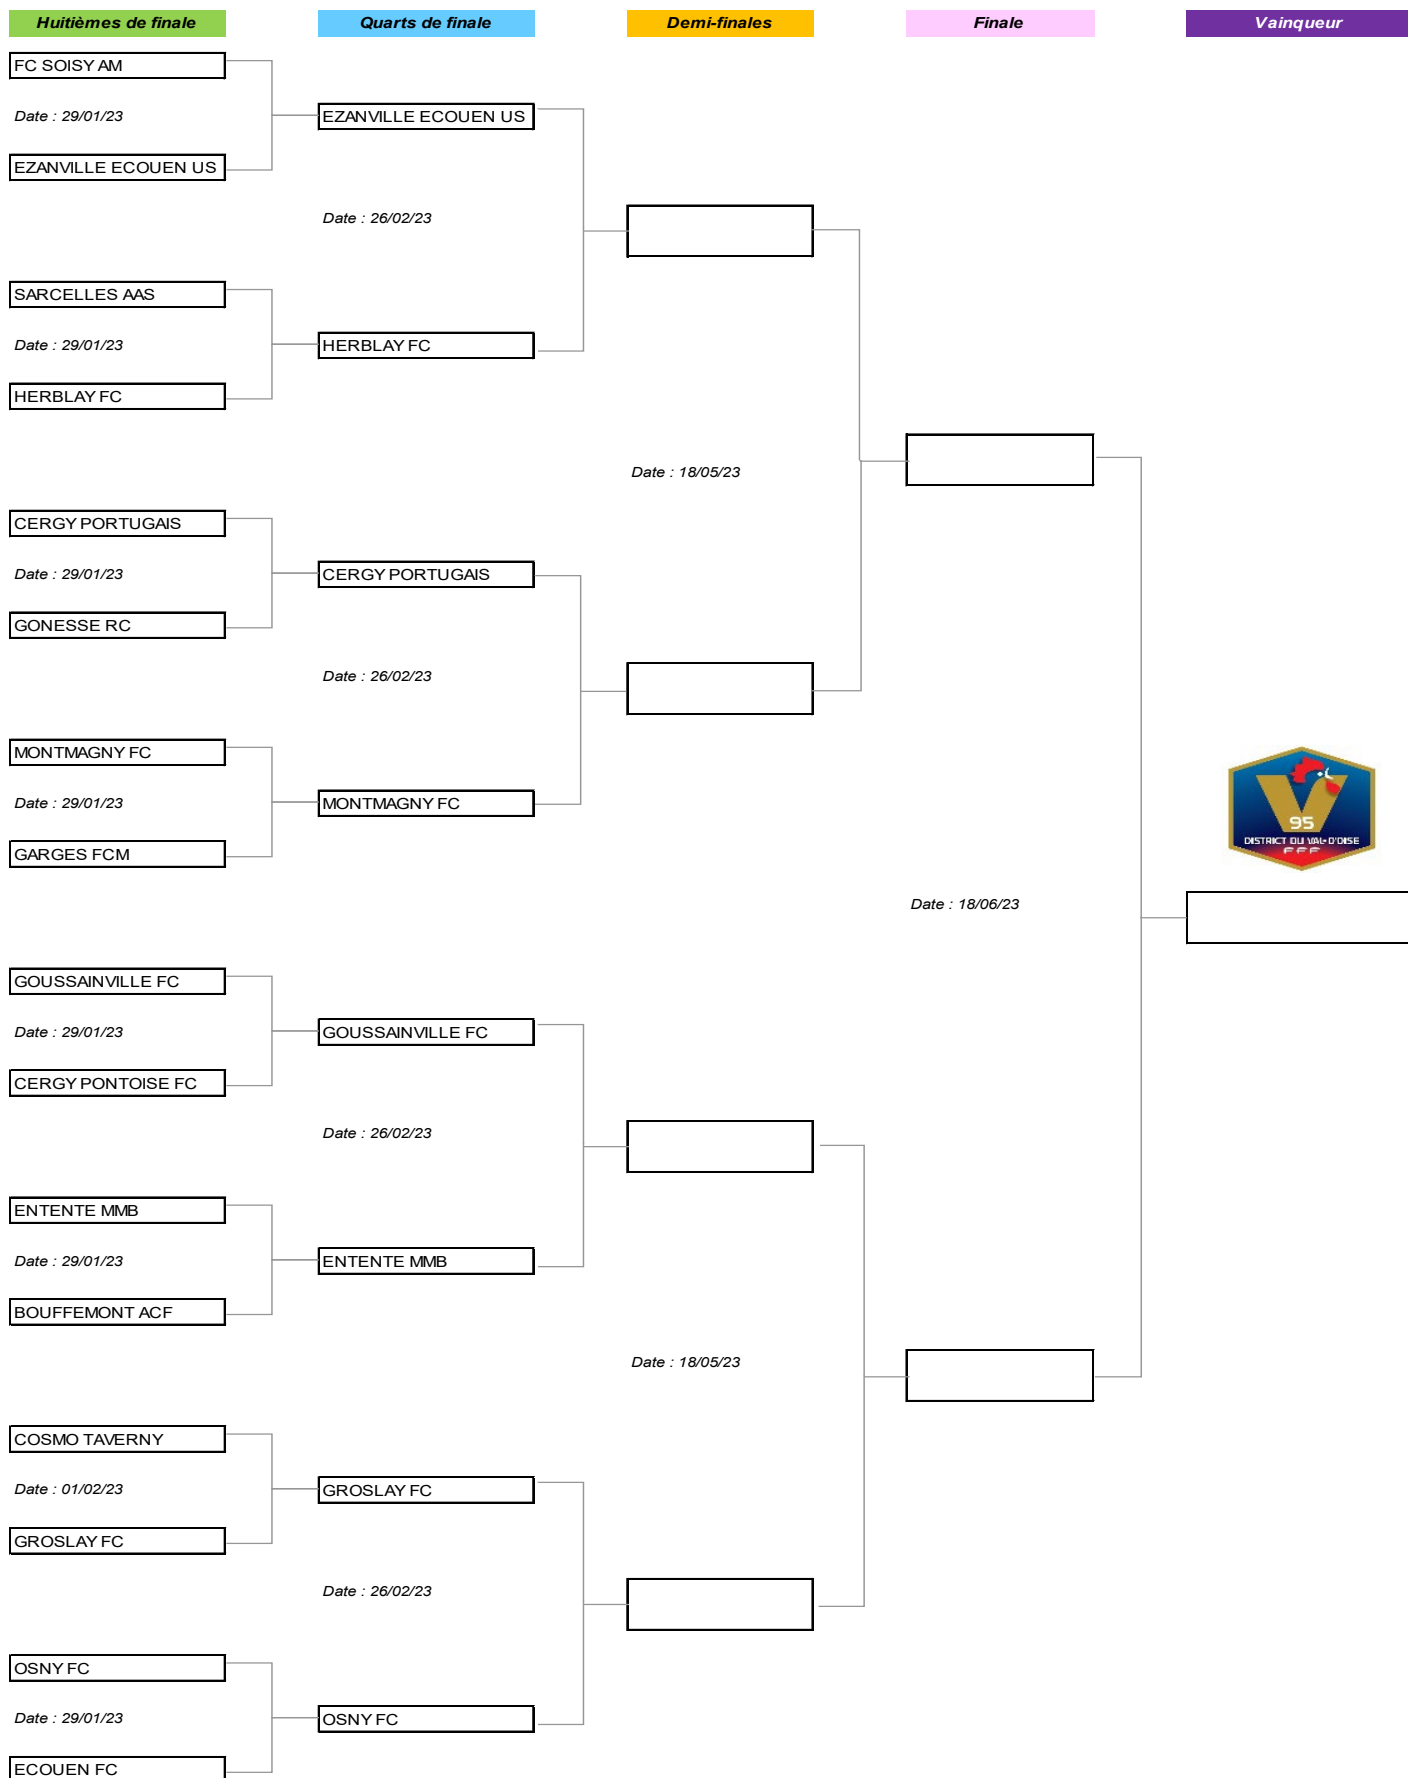 Huitièmes de finale
Quarts de finale
Demi-finales
Finale
Vainqueur
FC SOISY AM
Date : 29/01/23
EZANVILLE ECOUEN US
EZANVILLE ECOUEN US
Date : 26/02/23
SARCELLES AAS
Date : 29/01/23
HERBLAY FC
HERBLAY FC
Date : 18/05/23
CERGY PORTUGAIS
Date : 29/01/23
CERGY PORTUGAIS
GONESSE RC
Date : 26/02/23
MONTMAGNY FC
Date : 29/01/23
MONTMAGNY FC
GARGES FCM
95
DISTRICT DU VAL D'OISE
FFF
Date : 18/06/23
GOUSSAINVILLE FC
Date : 29/01/23
GOUSSAINVILLE FC
CERGY PONTOISE FC
Date : 26/02/23
ENTENTE MMB
Date : 29/01/23
ENTENTE MMB
BOUFFEMONT ACF
Date : 18/05/23
COSMO TAVERNY
Date : 01/02/23
GROSLAY FC
GROSLAY FC
Date : 26/02/23
OSNY FC
Date : 29/01/23
OSNY FC
ECOUEN FC